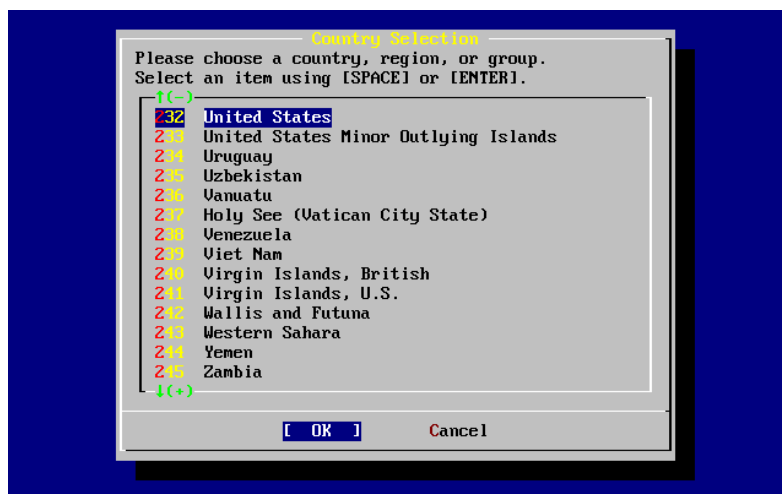 Country Selection
Please choose a country, region, or group.
Select an item using [SPACE] or [ENTER].
↑(-)
232 United States
233 United States Minor Outlying Islands
234 Uruguay
235 Uzbekistan
236 Vanuatu
237 Holy See (Vatican City State)
238 Venezuela
239 Viet Nam
240 Virgin Islands, British
241 Virgin Islands, U.S.
242 Wallis and Futuna
243 Western Sahara
244 Yemen
245 Zambia
↓(+)
[ OK ] Cancel